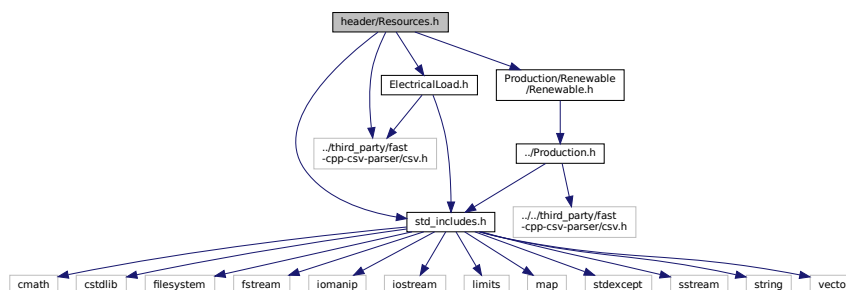 header/Resources.h
ElectricalLoad.h
Production/Renewable
/Renewable.h
../third_party/fast
-cpp-csv-parser/csv.h
../Production.h
std_includes.h
../../third_party/fast
-cpp-csv-parser/csv.h
cmath
cstdlib
filesystem
fstream
iomanip
iostream
limits
map
stdexcept
sstream
string
vecto